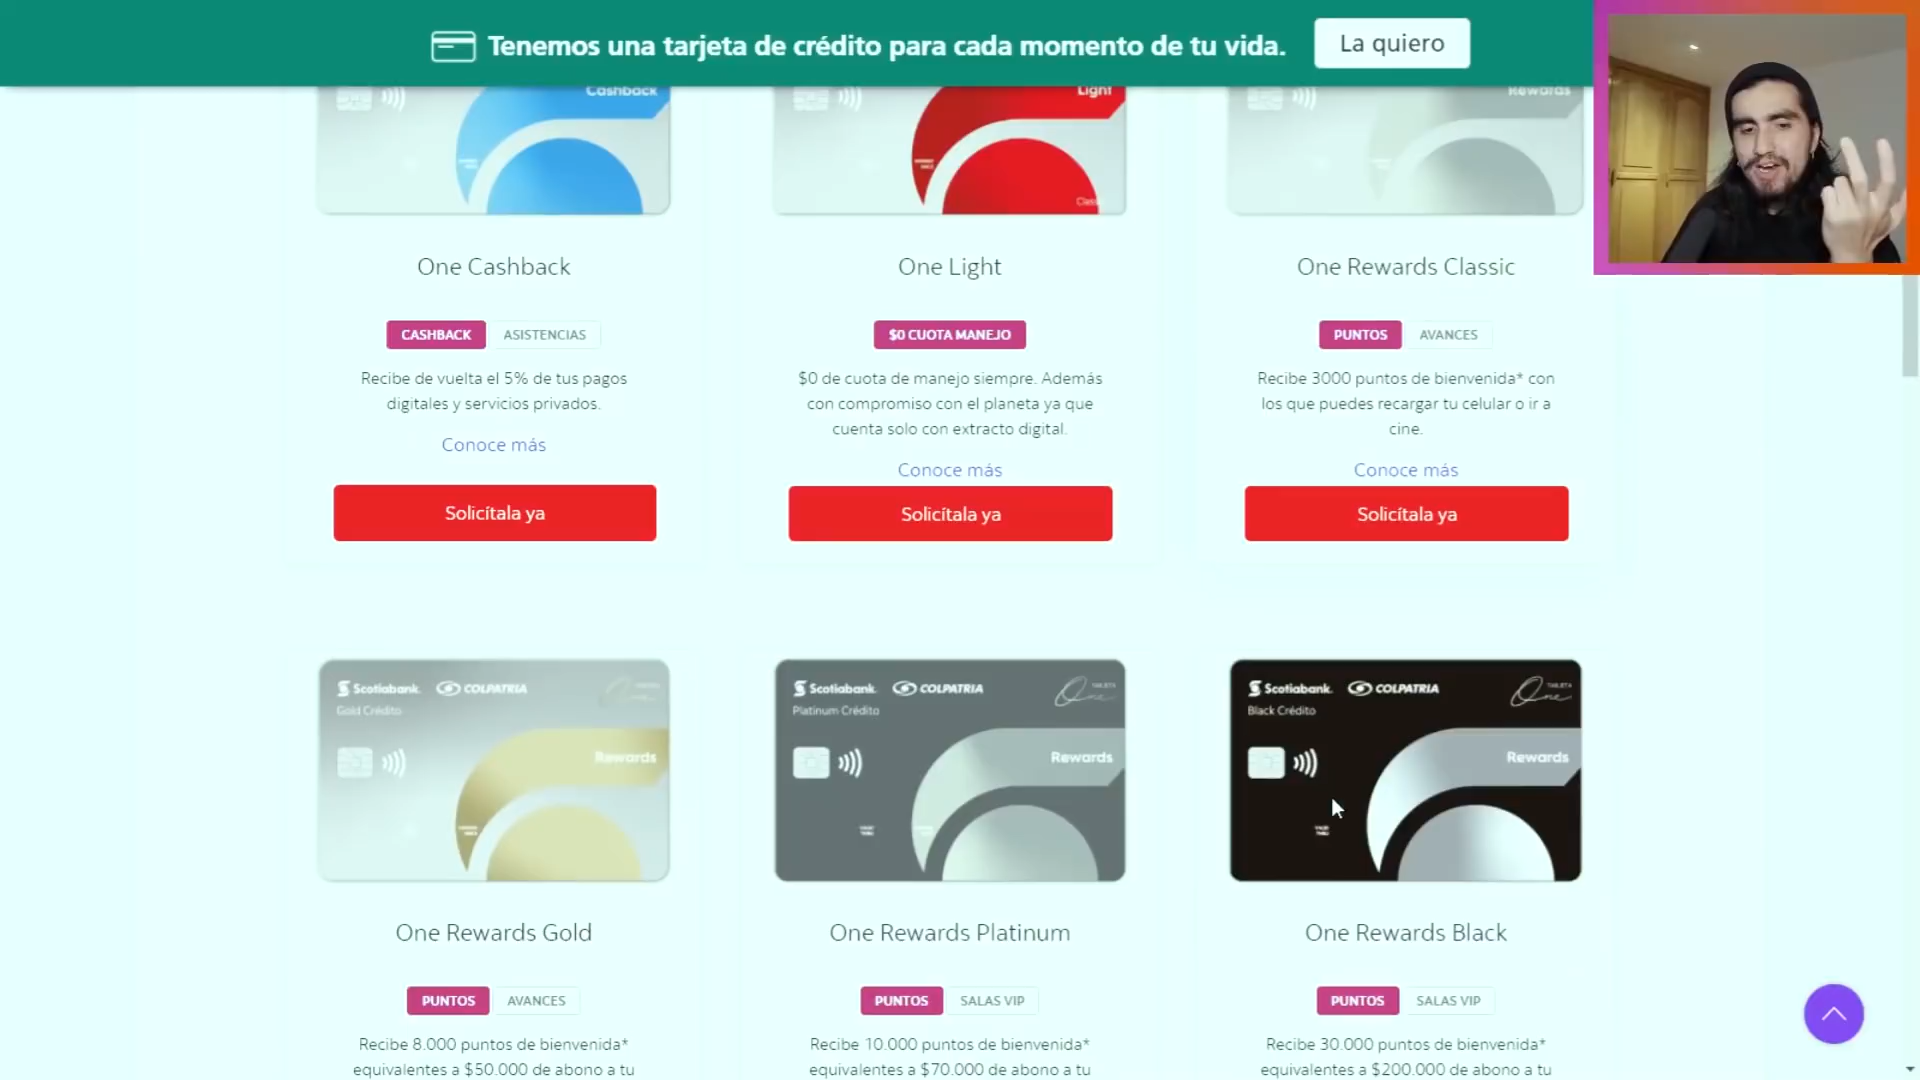 Tenemos una tarjeta de crédito para cada momento de tu vida.
La quiero
Cashback
Light
Rewards
One Cashback
One Light
One Rewards Classic
CASHBACK
ASISTENCIAS
$0 CUOTA MANEJO
PUNTOS
AVANCES
Recibe de vuelta el 5% de tus pagos
digitales y servicios privados.
Conoce más
Solicítala ya
$0 de cuota de manejo siempre. Además
con compromiso con el planeta ya que
cuenta solo con extracto digital.
Conoce más
Solicítala ya
Recibe 3000 puntos de bienvenida* con
los que puedes recargar tu celular o ir a
cine.
Conoce más
Solicítala ya
Scotiabank. COLPATRIA
Gold Crédito
Rewards
Scotiabank. COLPATRIA
Platinum Crédito
One
Rewards
Scotiabank. COLPATRIA
Black Crédito
One
Rewards
One Rewards Gold
One Rewards Platinum
One Rewards Black
PUNTOS
AVANCES
PUNTOS
SALAS VIP
PUNTOS
SALAS VIP
Recibe 8.000 puntos de bienvenida*
equivalentes a $50.000 de abono a tu
Recibe 10.000 puntos de bienvenida*
equivalentes a $70.000 de abono a tu
Recibe 30.000 puntos de bienvenida*
equivalentes a $200.000 de abono a tu